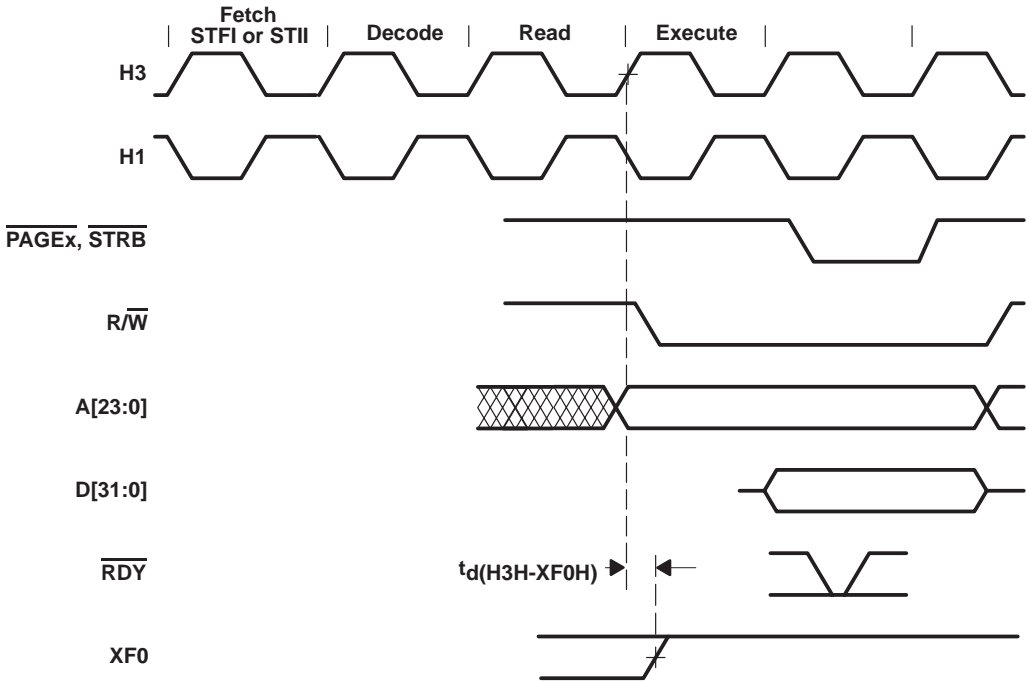 Fetch
STFI or STII
Decode
Read
Execute
H3
H1
PAGEx, STRB
R/W
A[23:0]
D[31:0]
RDY
td(H3H-XF0H)
XF0